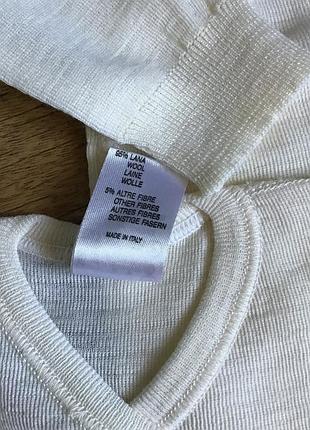 95% LANA
WOOL
LAINE
WOLLE
5% ALTRE FIBRE
OTHER FIBRES
AUTRES FIBRES
SONSTIGE FASERN
MADE IN ITALY